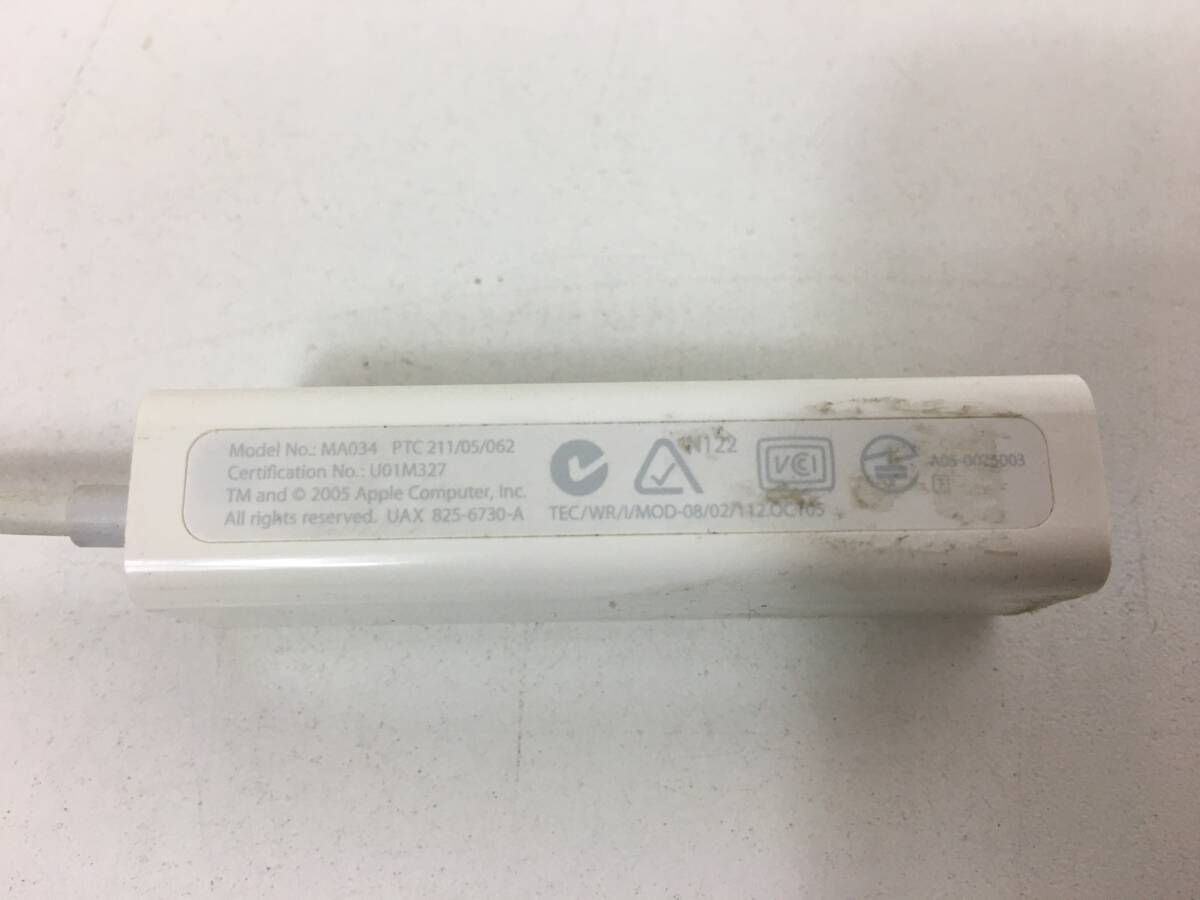 Model No.: MA034 PTC 211/05/062
Certification No.: U01M327
TM and © 2005 Apple Computer, Inc.
All rights reserved. UAX 825-6730-A
N122
VCCI
TEC/WR/I/MOD-08/02/112.OC105
T